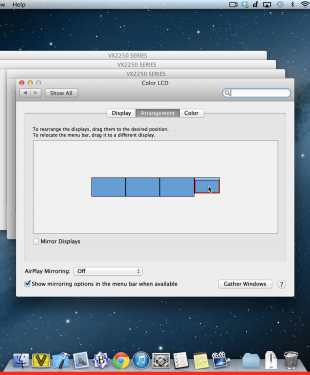 w Help
VX2250 SERIES
VX2250 SERIES
VX2250 SERIES
Color LCD
Show All
Display Arrangement Color
To rearrange the displays, drag them to the desired position.
To relocate the menu bar, drag it to a different display.
Mirror Displays
AirPlay Mirroring: Off
Show mirroring options in the menu bar when available
Gather Windows ?